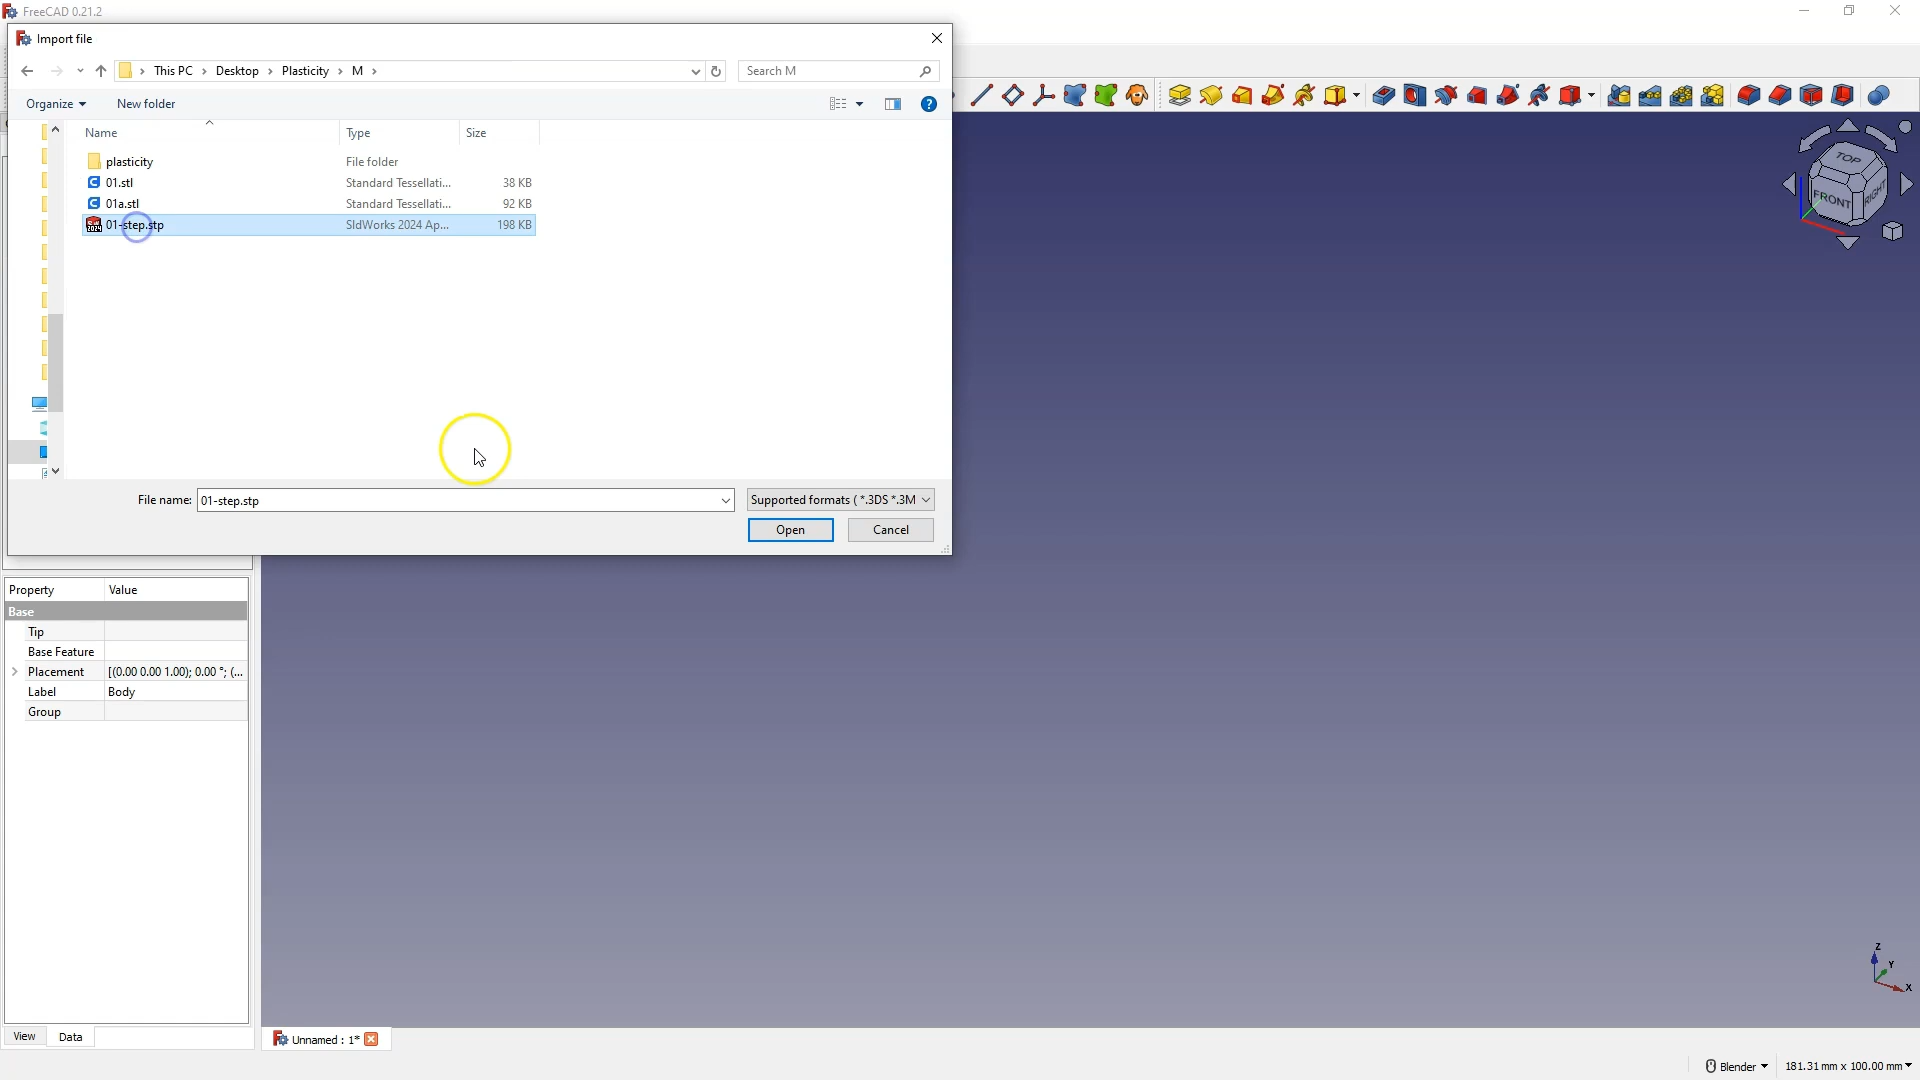 FreeCAD 0.21.2
Import file
This PC > Desktop > Plasticity > M >
Search M
Organize
New folder
Name Type Size
plasticity File folder
01.stl Standard Tessellati... 38 KB
01a.stl Standard Tessellati... 92 KB
01-step.stp SldWorks 2024 Ap... 198 KB
File name: 01-step.stp
Supported formats ( *.3DS *.3M
Open Cancel
TOP
FRONT
RIGHT
Property Value
Base
Tip
Base Feature
Placement [(0.00 0.00 1.00); 0.00 °; (...
Label Body
Group
Z
Y
X
View Data
Unnamed : 1*
Blender
181.31 mm x 100.00 mm